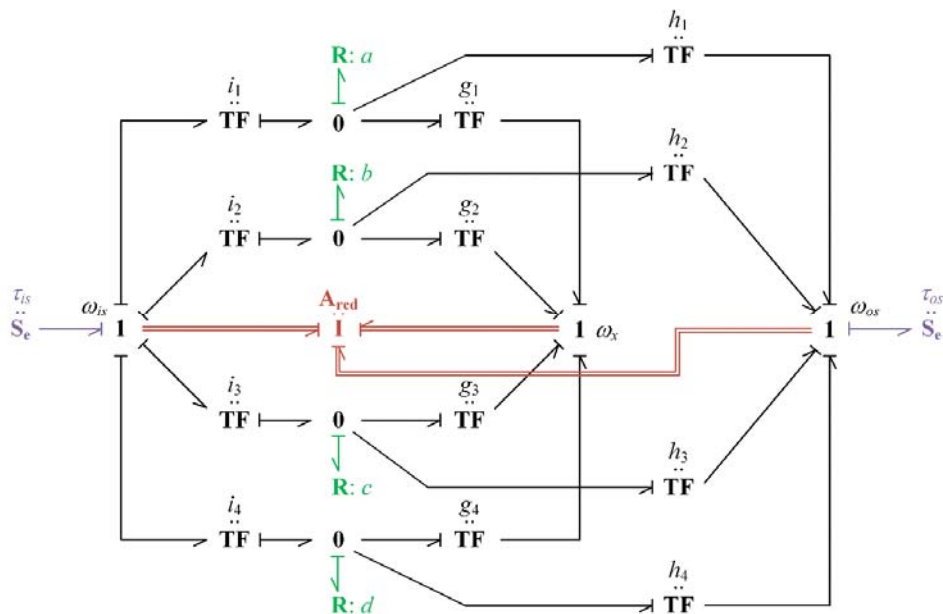 h₁
R: a
TF
i₁
g₁
TF
0
TF
h₂
R: b
TF
i₂
g₂
TF
0
TF
τis
ωis
Ared
ωos
τos
Se
1
I
1
ωx
1
Se
i₃
g₃
TF
0
TF
h₃
R: c
TF
i₄
g₄
TF
0
TF
h₄
R: d
TF